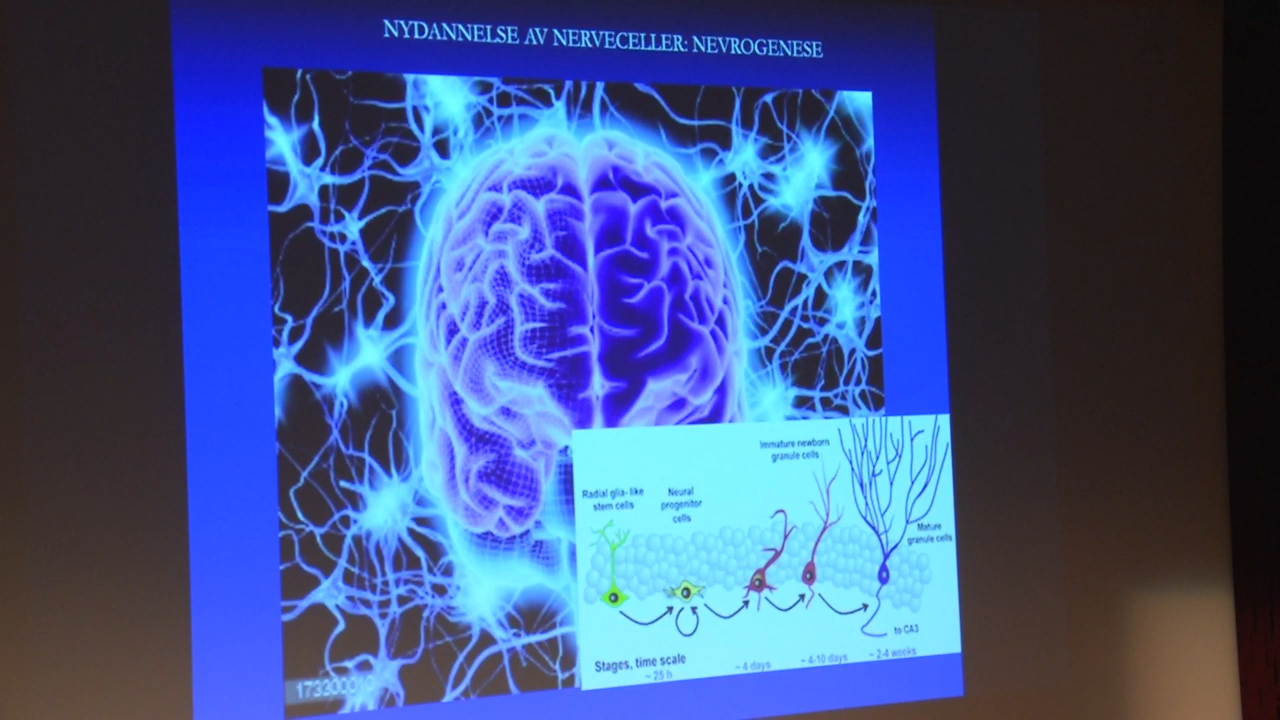 NYDANNELSE AV NERVECELLER: NEVROGENESE
Immature newborn
granule cells
Radial glia-like
stem cells
Neural
progenitor
cells
Mature
granule cells
to CA3
Stages, time scale
~ 25 h
~ 4 days
~ 4-10 days
~ 2-4 weeks